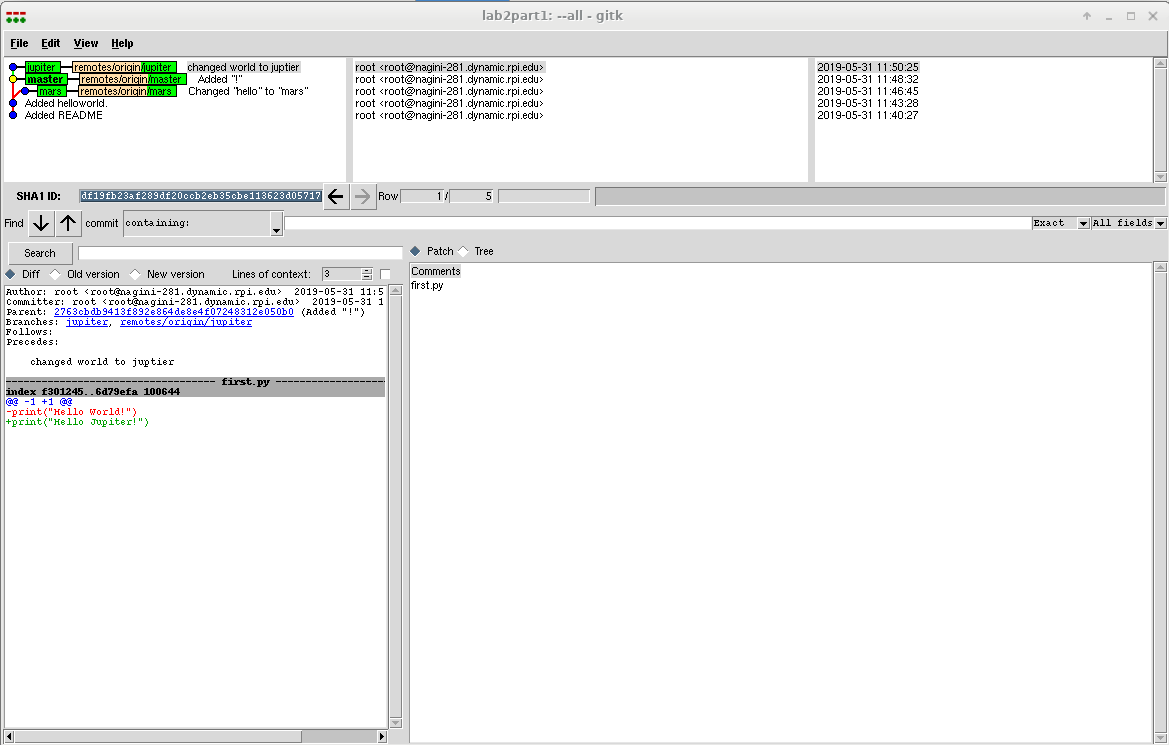 lab2part1: --all - gitk
File Edit View Help
jupiter remotes/origin/jupiter changed world to juptier root <root@nagini-281.dynamic.rpi.edu> 2019-05-31 11:50:25
master remotes/origin/master Added "!" root <root@nagini-281.dynamic.rpi.edu> 2019-05-31 11:48:32
mars remotes/origin/mars Changed "hello" to "mars" root <root@nagini-281.dynamic.rpi.edu> 2019-05-31 11:46:45
Added helloworld. root <root@nagini-281.dynamic.rpi.edu> 2019-05-31 11:43:28
Added README root <root@nagini-281.dynamic.rpi.edu> 2019-05-31 11:40:27
SHA1 ID: df19fb23af289df20ccb2eb35cbe113623d05717 Row 1 / 5
Find commit containing: Exact All fields
Search
Diff Old version New version Lines of context: 3
Author: root <root@nagini-281.dynamic.rpi.edu> 2019-05-31 11:5
Committer: root <root@nagini-281.dynamic.rpi.edu> 2019-05-31 1
Parent: 2763cbdb9413f892e864de8e4f07248312e050b0 (Added "!")
Branches: jupiter, remotes/origin/jupiter
Follows:
Precedes:
changed world to juptier
first.py
index f301245..6d79efa 100644
@@ -1 +1 @@
-print("Hello World!")
+print("Hello Jupiter!")
Patch Tree
Comments
first.py